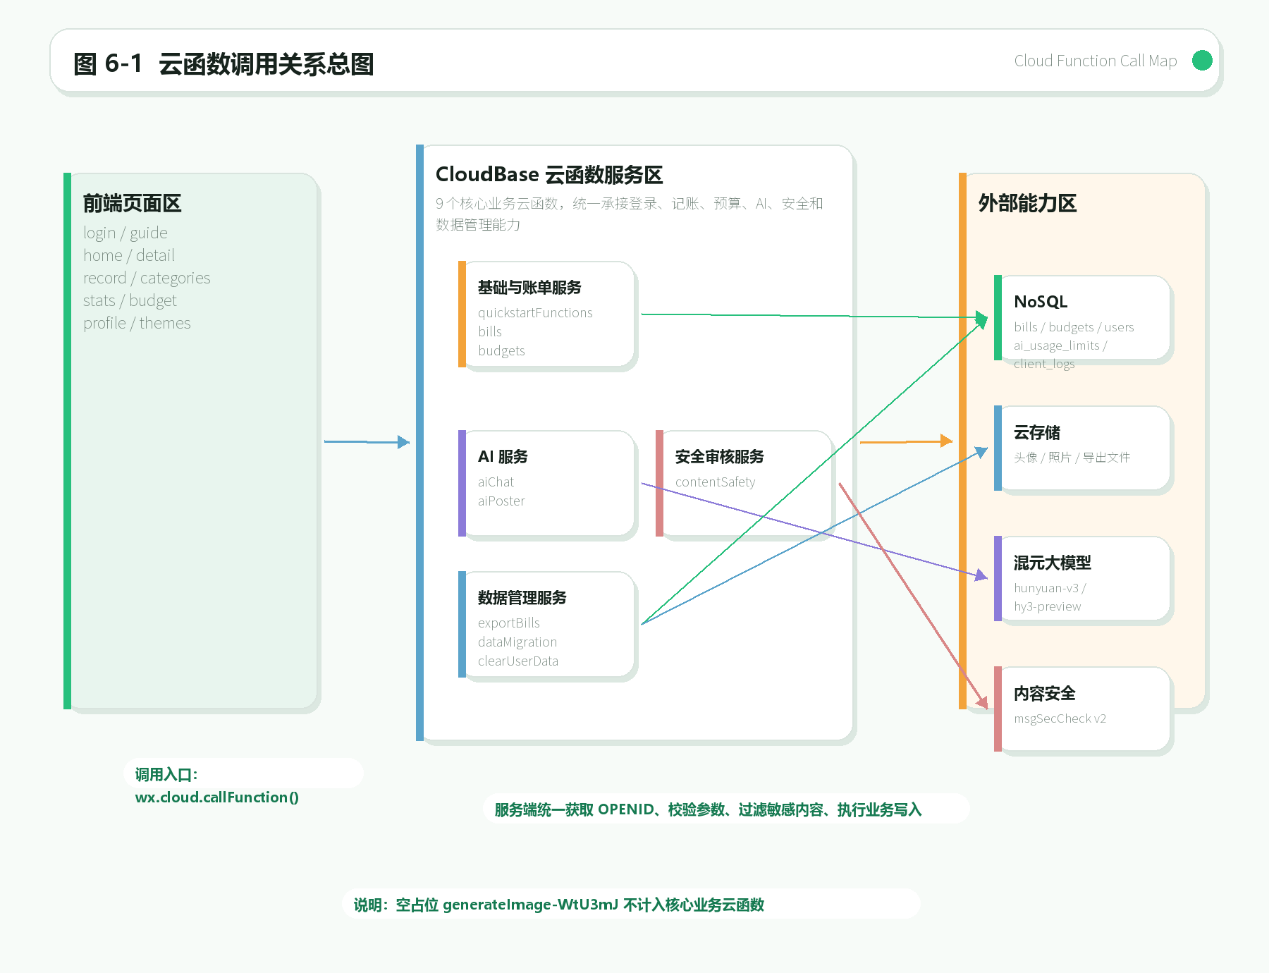 图 6-1 云函数调用关系总图
Cloud Function Call Map
前端页面区
login / guide
home / detail
record / categories
stats / budget
profile / themes
CloudBase 云函数服务区
9个核心业务云函数，统一承接登录、记账、预算、AI、安全和
数据管理能力
基础与账单服务
quickstartFunctions
bills
budgets
AI 服务
aiChat
aiPoster
安全审核服务
contentSafety
数据管理服务
exportBills
dataMigration
clearUserData
外部能力区
NoSQL
bills / budgets / users
ai_usage_limits /
client_logs
云存储
头像 / 照片 / 导出文件
混元大模型
hunyuan-v3 /
hy3-preview
内容安全
msgSecCheck v2
调用入口：
wx.cloud.callFunction()
服务端统一获取 OPENID、校验参数、过滤敏感内容、执行业务写入
说明：空占位 generateImage-WtU3mJ 不计入核心业务云函数